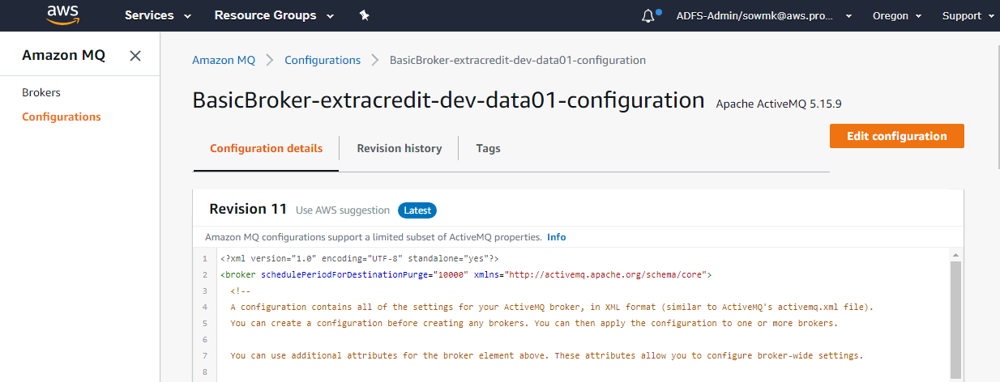 aws Services Resource Groups ADFS-Admin/sowmk@aws.pro... Oregon Support
Amazon MQ
Brokers
Configurations
Amazon MQ Configurations BasicBroker-extracredit-dev-data01-configuration
BasicBroker-extracredit-dev-data01-configuration Apache ActiveMQ 5.15.9
Edit configuration
Configuration details Revision history Tags
Revision 11 Use AWS suggestion Latest
Amazon MQ configurations support a limited subset of ActiveMQ properties. Info
1 <?xml version="1.0" encoding="UTF-8" standalone="yes"?>
2 <broker schedulePeriodForDestinationPurge="10000" xmlns="http://activemq.apache.org/schema/core">
3 <!--
4 A configuration contains all of the settings for your ActiveMQ broker, in XML format (similar to ActiveMQ's activemq.xml file).
5 You can create a configuration before creating any brokers. You can then apply the configuration to one or more brokers.
6
7 You can use additional attributes for the broker element above. These attributes allow you to configure broker-wide settings.
8